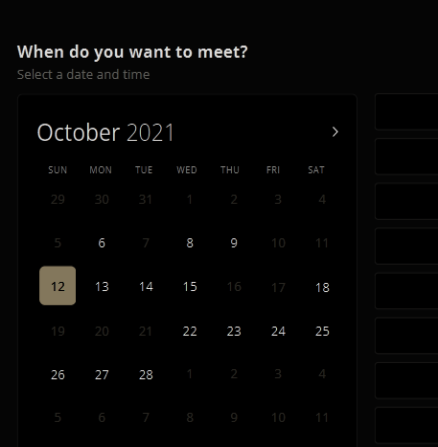 When do you want to meet?
Select a date and time
October 2021 ›
SUN MON TUE WED THU FRI SAT
29 30 31 1 2 3 4
5 6 7 8 9 10 11
12 13 14 15 16 17 18
19 20 21 22 23 24 25
26 27 28 1 2 3 4
5 6 7 8 9 10 11